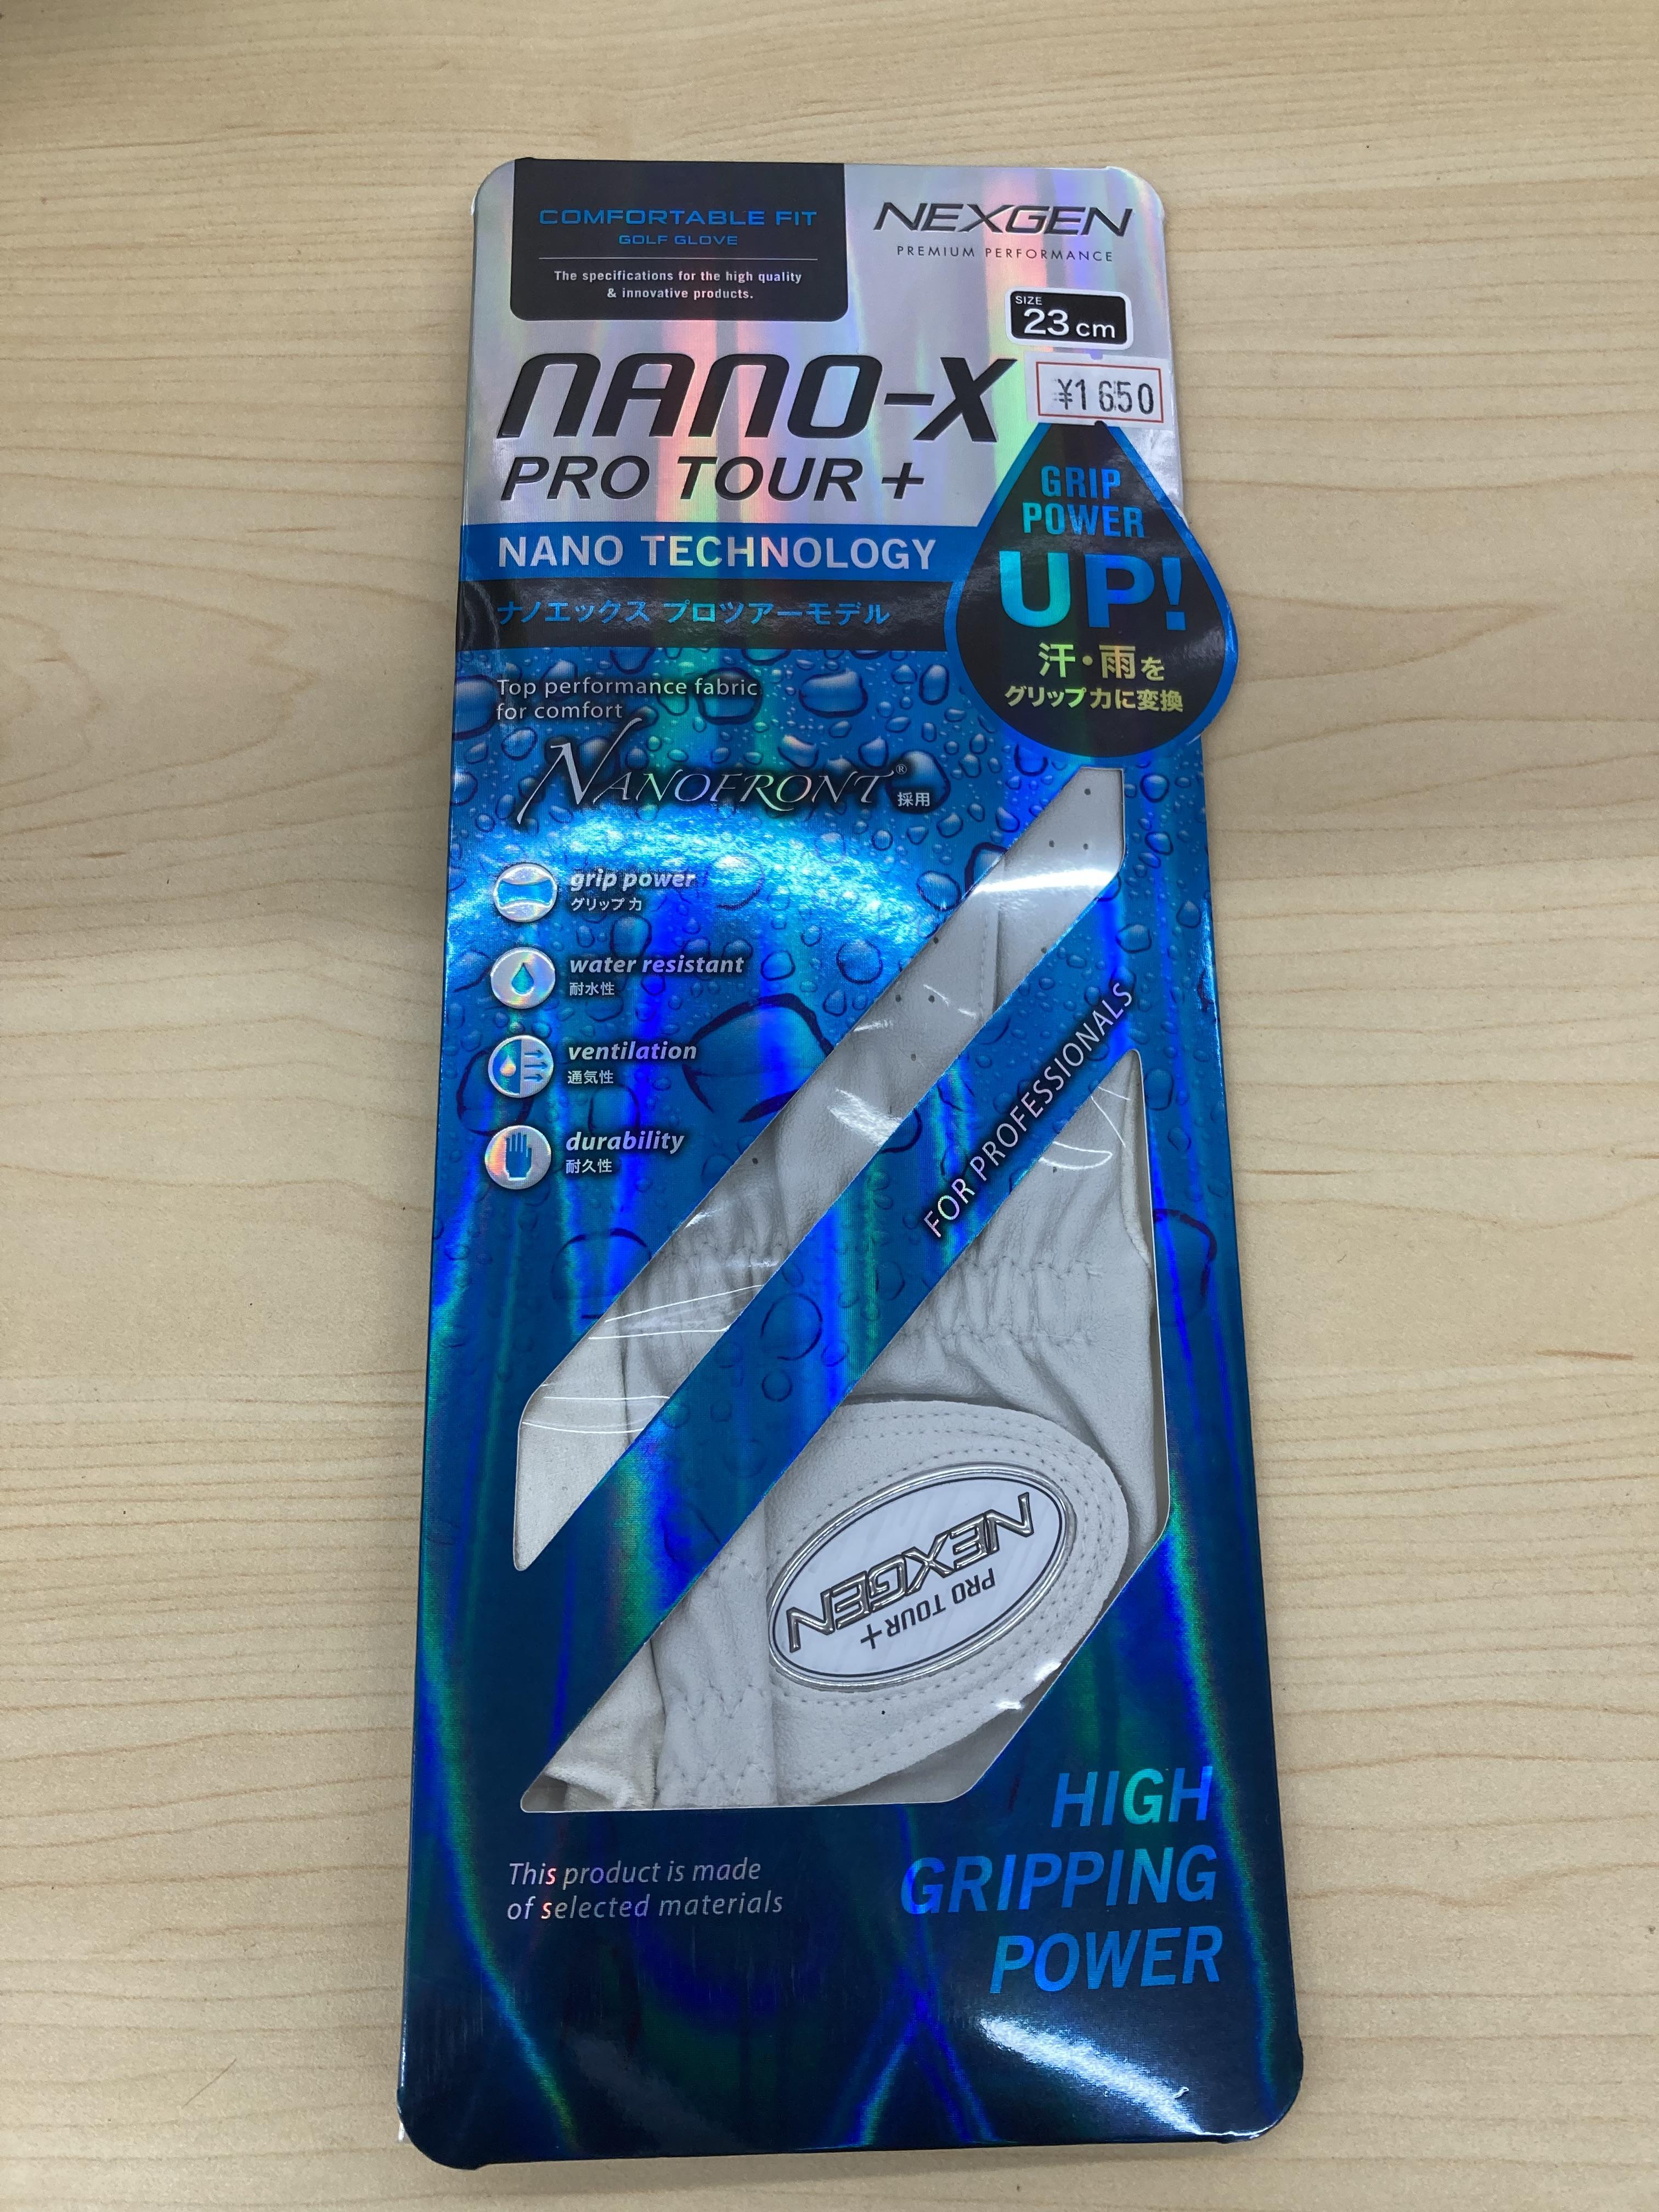 COMFORTABLE FIT
GOLF GLOVE
The specifications for the high quality
& innovative products.
NEXGEN
PREMIUM PERFORMANCE
SIZE
23 cm
¥1650
NANO-X
PRO TOUR +
NANO TECHNOLOGY
ナノエックス プロツアーモデル
GRIP
POWER
UP!
汗・雨を
グリップ力に変換
Top performance fabric
for comfort
NANOFRONT® 採用
grip power
グリップ力
water resistant
耐水性
ventilation
通気性
durability
耐久性
FOR PROFESSIONALS
NEXGEN
PRO TOUR+
This product is made
of selected materials
HIGH
GRIPPING
POWER